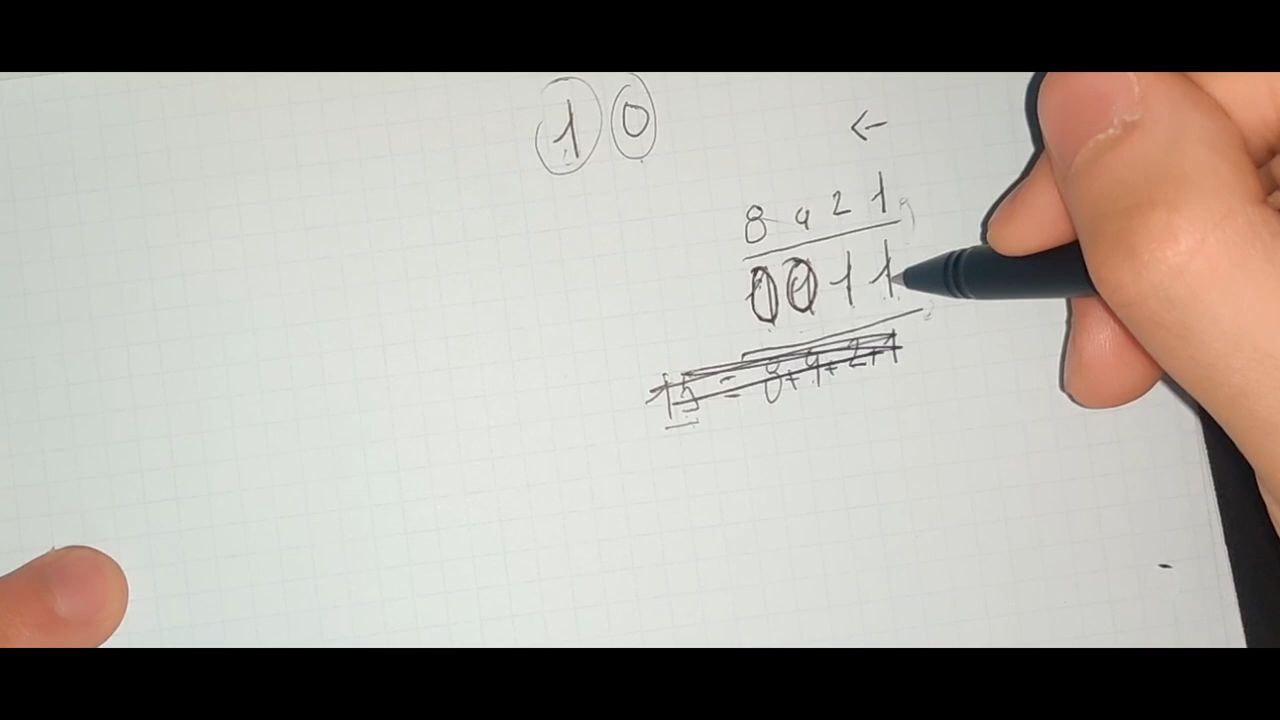 1 0
←
8 4 2 1
0 0 1 1
15 = 8+4+2+1